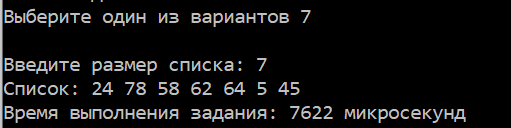 Выберите один из вариантов 7
Введите размер списка: 7
Список: 24 78 58 62 64 5 45
Время выполнения задания: 7622 микросекунд